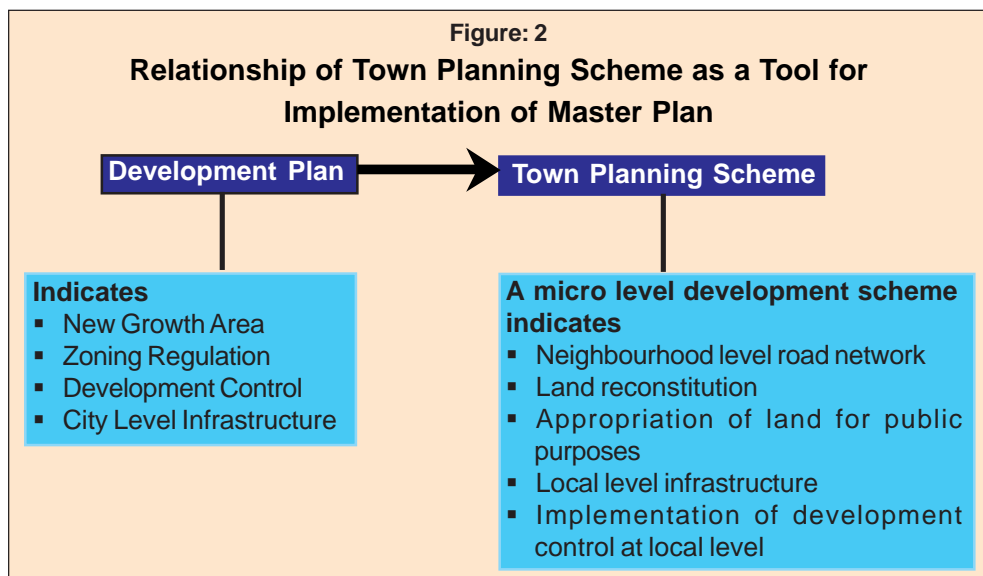 Figure: 2
Relationship of Town Planning Scheme as a Tool for
Implementation of Master Plan
Development Plan
Town Planning Scheme
Indicates
▪ New Growth Area
▪ Zoning Regulation
▪ Development Control
▪ City Level Infrastructure
A micro level development scheme
indicates
▪ Neighbourhood level road network
▪ Land reconstitution
▪ Appropriation of land for public
purposes
▪ Local level infrastructure
▪ Implementation of development
control at local level